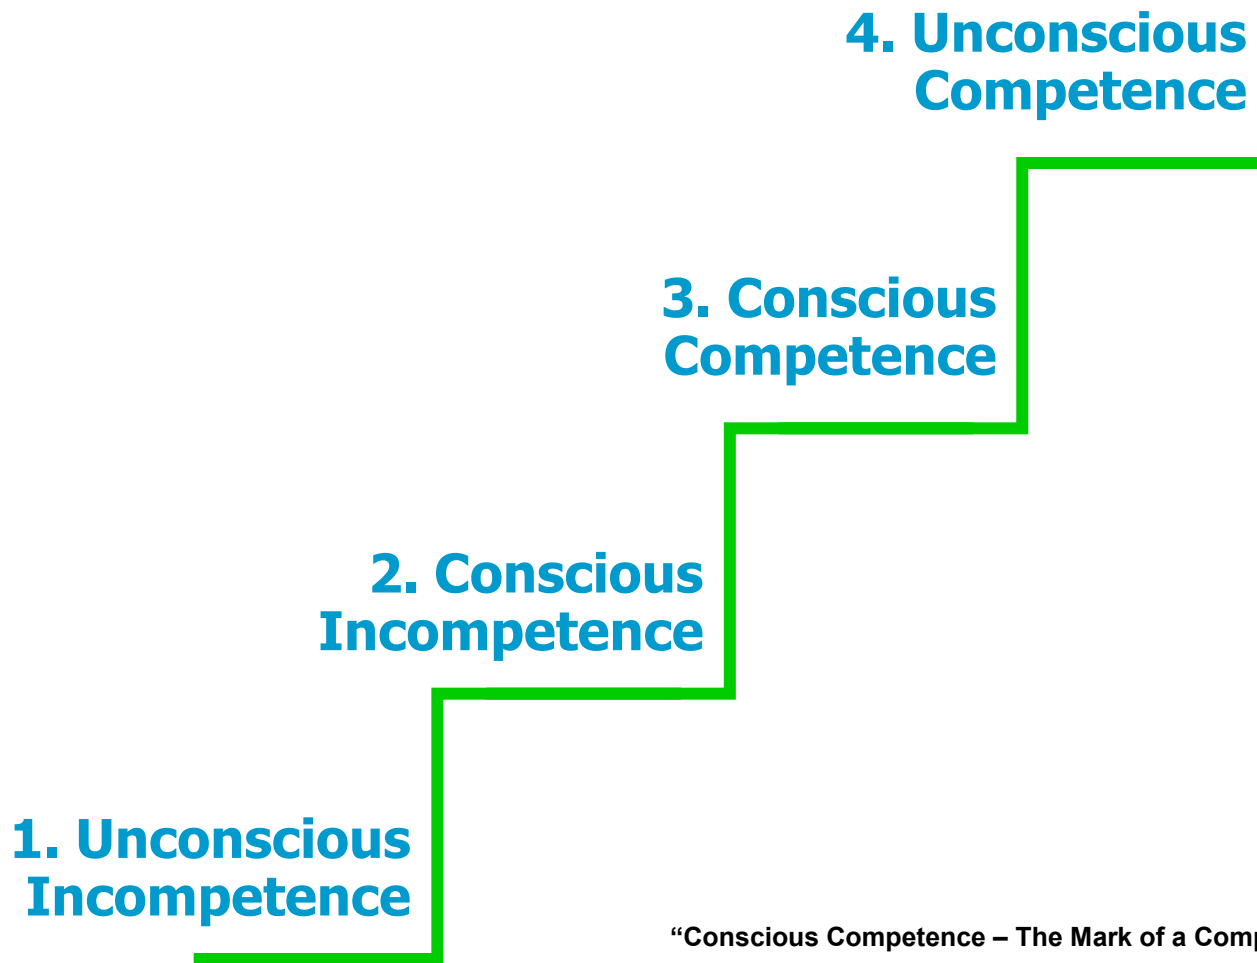 4. Unconscious
Competence
3. Conscious
Competence
2. Conscious
Incompetence
1. Unconscious
Incompetence
“Conscious Competence – The Mark of a